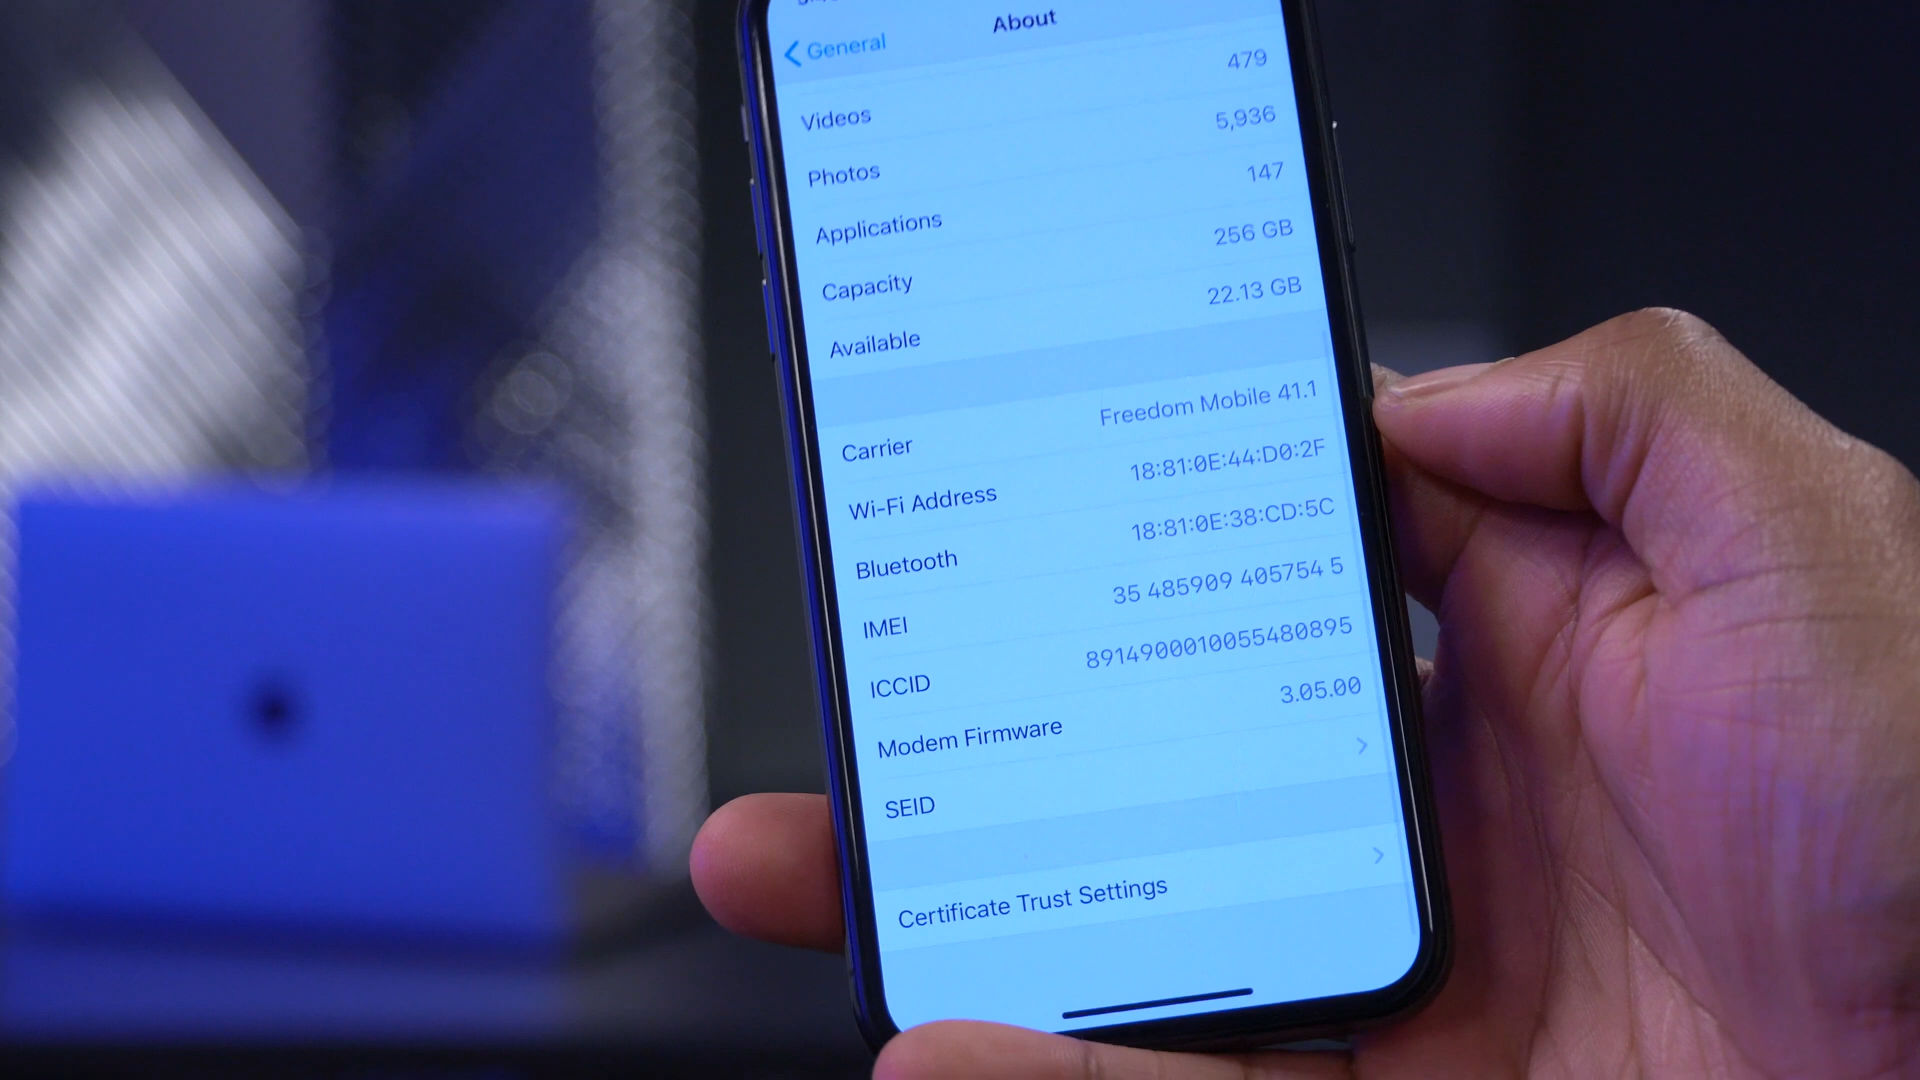 About
General
Videos 479
Photos 5,936
Applications 147
Capacity 256 GB
Available 22.13 GB
Carrier Freedom Mobile 41.1
Wi-Fi Address 18:81:0E:44:D0:2F
Bluetooth 18:81:0E:38:CD:5C
IMEI 35 485909 405754 5
ICCID 8914900010055480895
Modem Firmware 3.05.00
SEID
Certificate Trust Settings